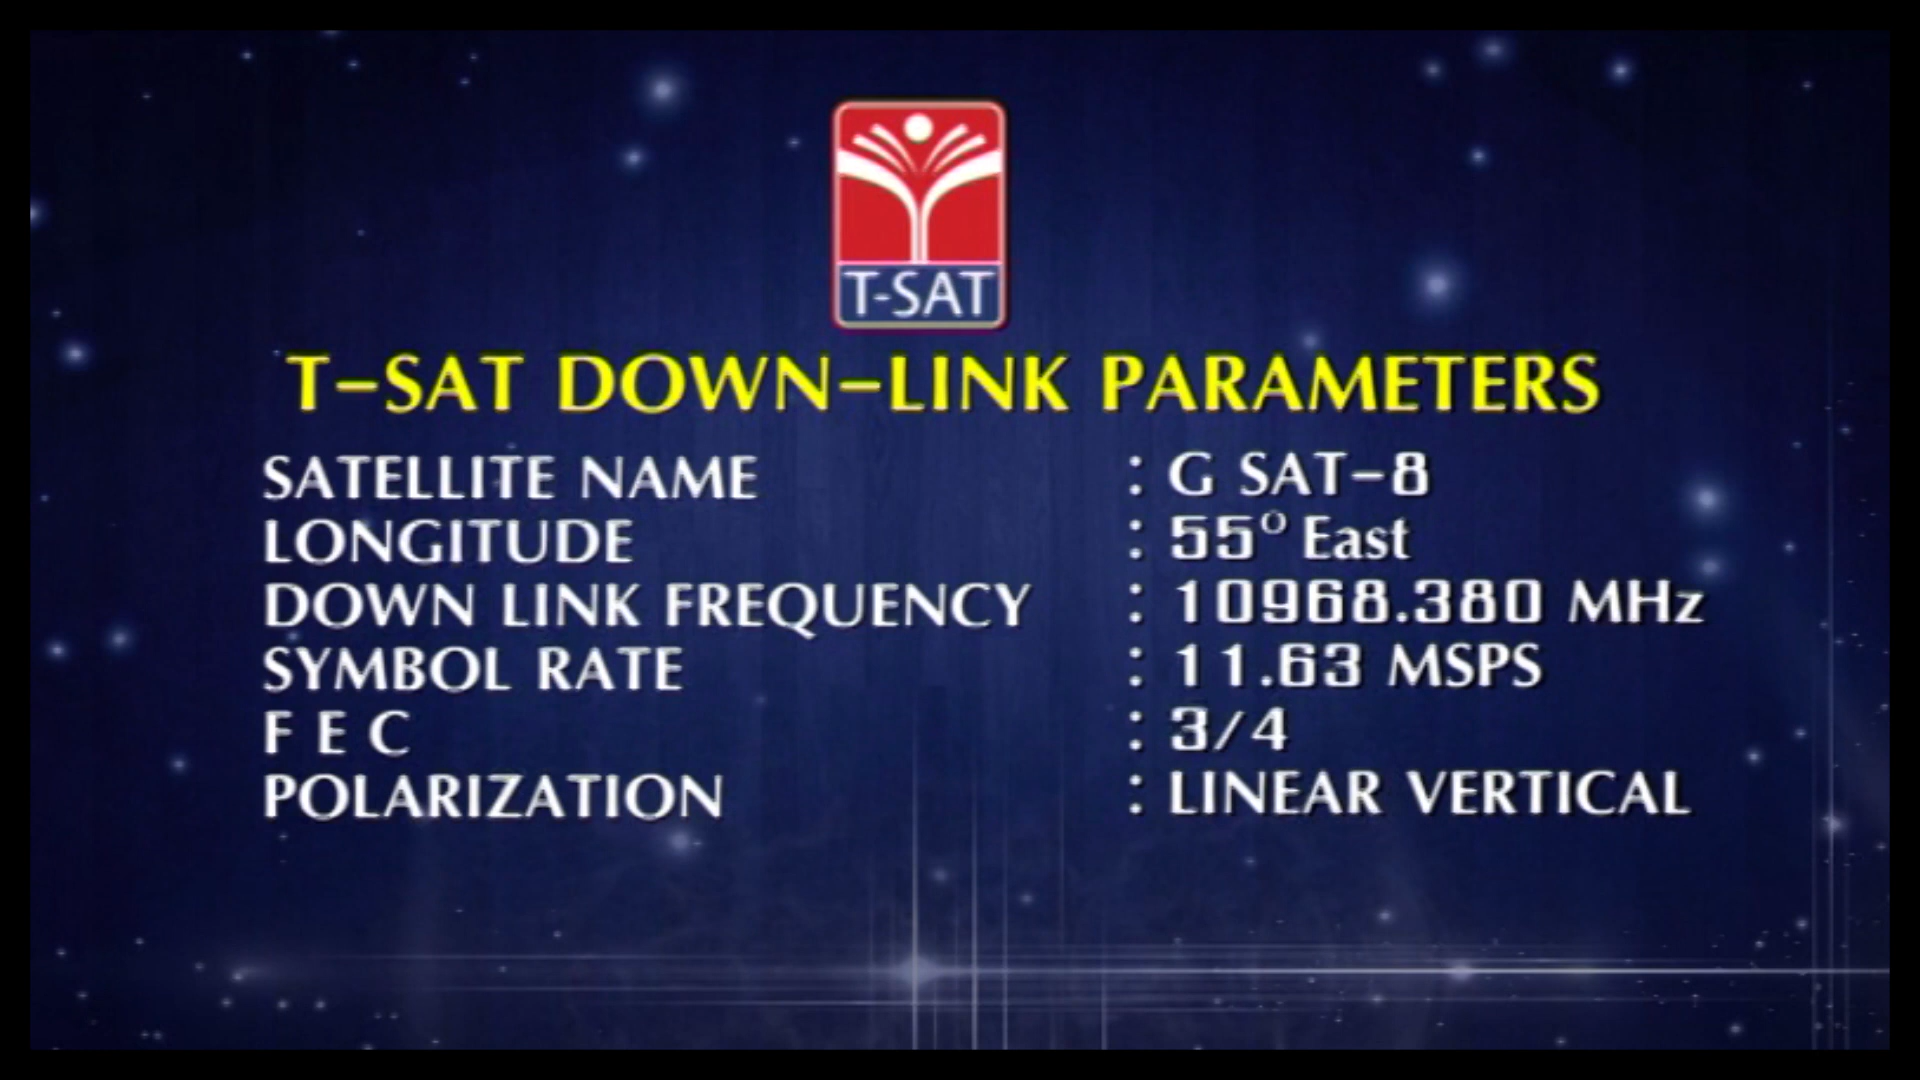 T-SAT
T-SAT DOWN-LINK PARAMETERS
SATELLITE NAME : G SAT-8
LONGITUDE : 55° East
DOWN LINK FREQUENCY : 10968.380 MHz
SYMBOL RATE : 11.63 MSPS
F E C : 3/4
POLARIZATION : LINEAR VERTICAL